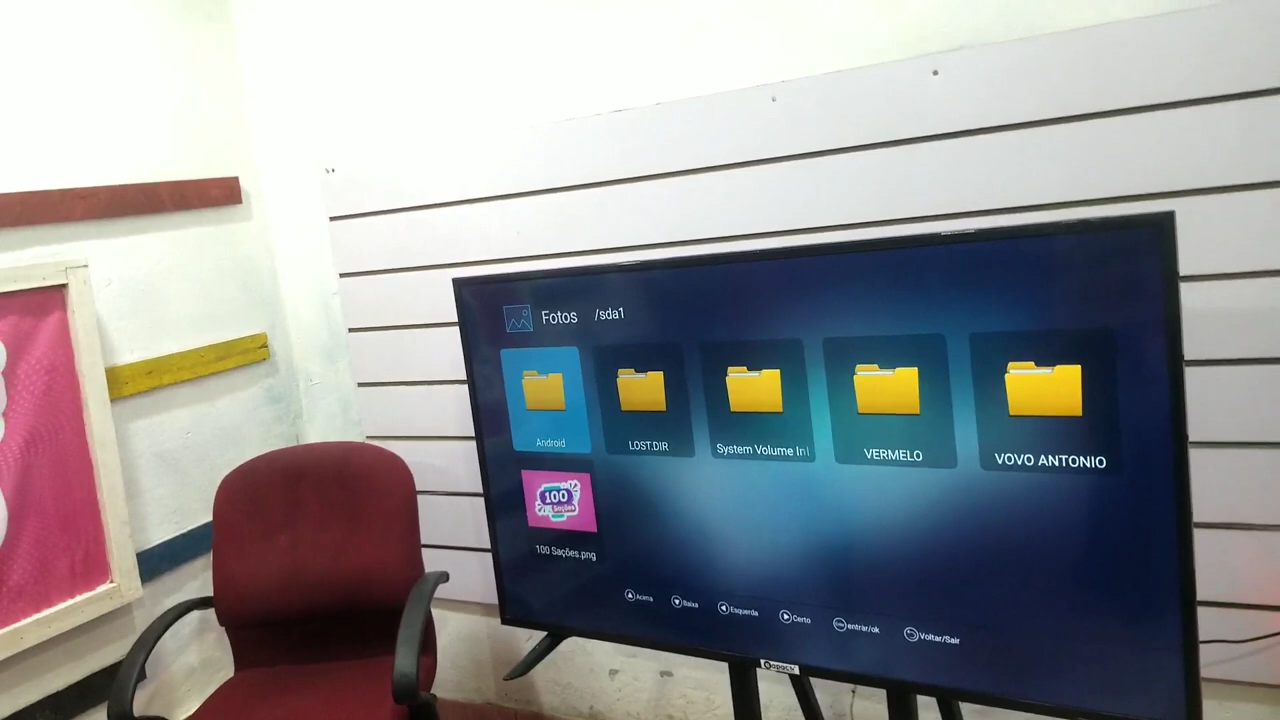 Fotos /sda1
Android
LOST.DIR
System Volume In
VERMELO
VOVO ANTONIO
100
Sações
100 Sações.png
Acima
Baixa
Esquerda
Certo
entrar/ok
Voltar/Sair